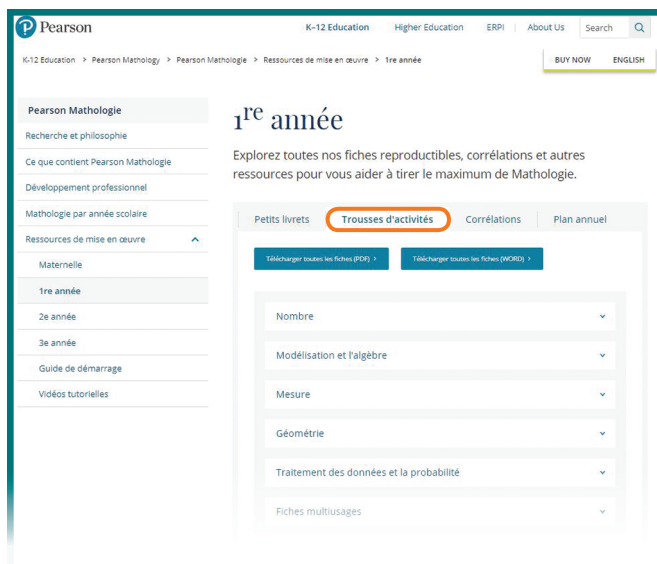 Pearson
K–12 Education Higher Education ERPI About Us Search
K-12 Education > Pearson Mathology > Pearson Mathologie > Ressources de mise en œuvre > 1re année
BUY NOW ENGLISH
Pearson Mathologie
Recherche et philosophie
Ce que contient Pearson Mathologie
Développement professionnel
Mathologie par année scolaire
Ressources de mise en œuvre
Maternelle
1re année
2e année
3e année
Guide de démarrage
Vidéos tutorielles
1re année
Explorez toutes nos fiches reproductibles, corrélations et autres
ressources pour vous aider à tirer le maximum de Mathologie.
Petits livrets Trousses d'activités Corrélations Plan annuel
Télécharger toutes les fiches (PDF) > Télécharger toutes les fiches (WORD) >
Nombre
Modélisation et l'algèbre
Mesure
Géométrie
Traitement des données et la probabilité
Fiches multiusages